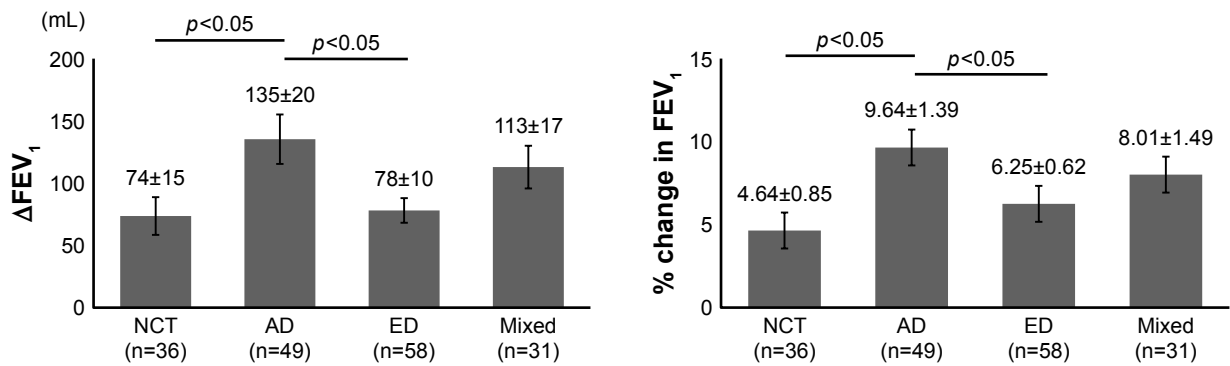 (mL)
p<0.05
p<0.05
200
150
100
50
0
ΔFEV1
74±15
135±20
78±10
113±17
NCT
(n=36)
AD
(n=49)
ED
(n=58)
Mixed
(n=31)
p<0.05
p<0.05
15
10
5
0
% change in FEV1
4.64±0.85
9.64±1.39
6.25±0.62
8.01±1.49
NCT
(n=36)
AD
(n=49)
ED
(n=58)
Mixed
(n=31)